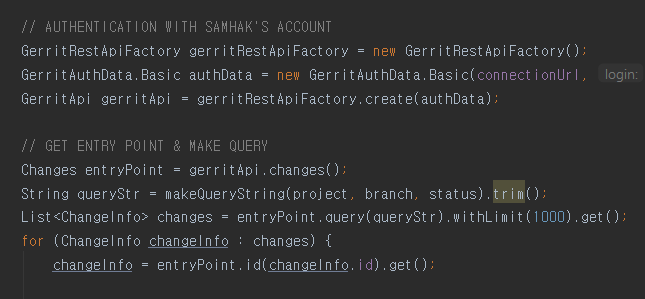 // AUTHENTICATION WITH SAMHAK'S ACCOUNT
GerritRestApiFactory gerritRestApiFactory = new GerritRestApiFactory();
GerritAuthData.Basic authData = new GerritAuthData.Basic(connectionUrl, login:
GerritApi gerritApi = gerritRestApiFactory.create(authData);
// GET ENTRY POINT & MAKE QUERY
Changes entryPoint = gerritApi.changes();
String queryStr = makeQueryString(project, branch, status).trim();
List<ChangeInfo> changes = entryPoint.query(queryStr).withLimit(1000).get();
for (ChangeInfo changeInfo : changes) {
changeInfo = entryPoint.id(changeInfo.id).get();